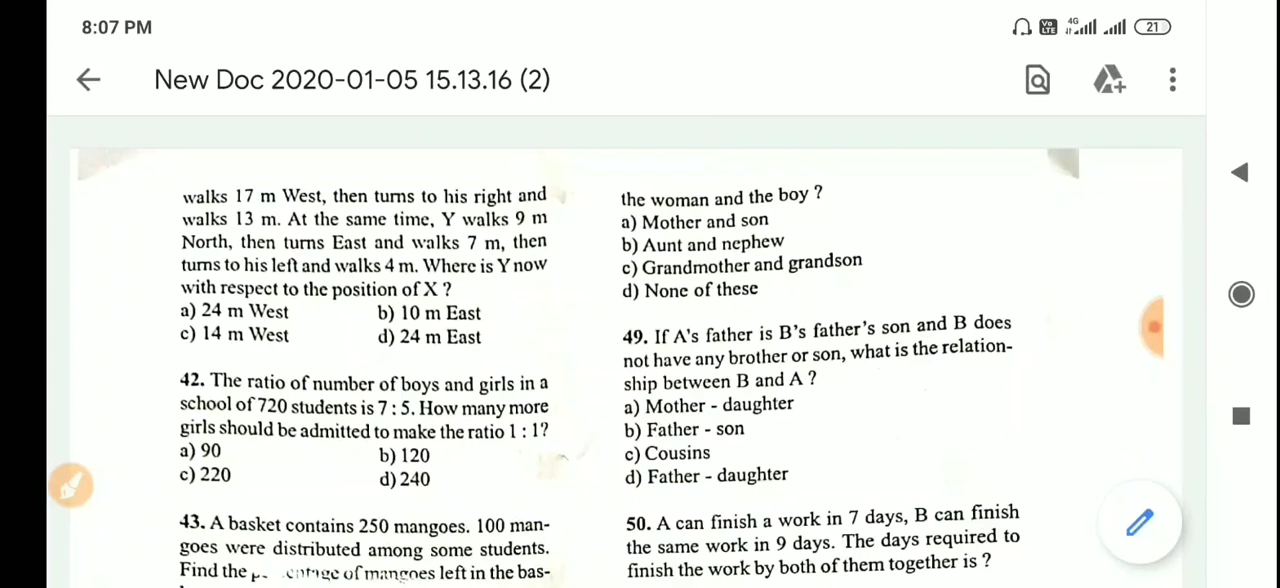 8:07 PM
Vo LTE 4G 21
New Doc 2020-01-05 15.13.16 (2)
walks 17 m West, then turns to his right and
walks 13 m. At the same time, Y walks 9 m
North, then turns East and walks 7 m, then
turns to his left and walks 4 m. Where is Y now
with respect to the position of X ?
a) 24 m West b) 10 m East
c) 14 m West d) 24 m East
42. The ratio of number of boys and girls in a
school of 720 students is 7 : 5. How many more
girls should be admitted to make the ratio 1 : 1?
a) 90 b) 120
c) 220 d) 240
43. A basket contains 250 mangoes. 100 man-
goes were distributed among some students.
Find the of mangoes left in the bas-
the woman and the boy ?
a) Mother and son
b) Aunt and nephew
c) Grandmother and grandson
d) None of these
49. If A's father is B's father's son and B does
not have any brother or son, what is the relation-
ship between B and A ?
a) Mother - daughter
b) Father - son
c) Cousins
d) Father - daughter
50. A can finish a work in 7 days, B can finish
the same work in 9 days. The days required to
finish the work by both of them together is ?